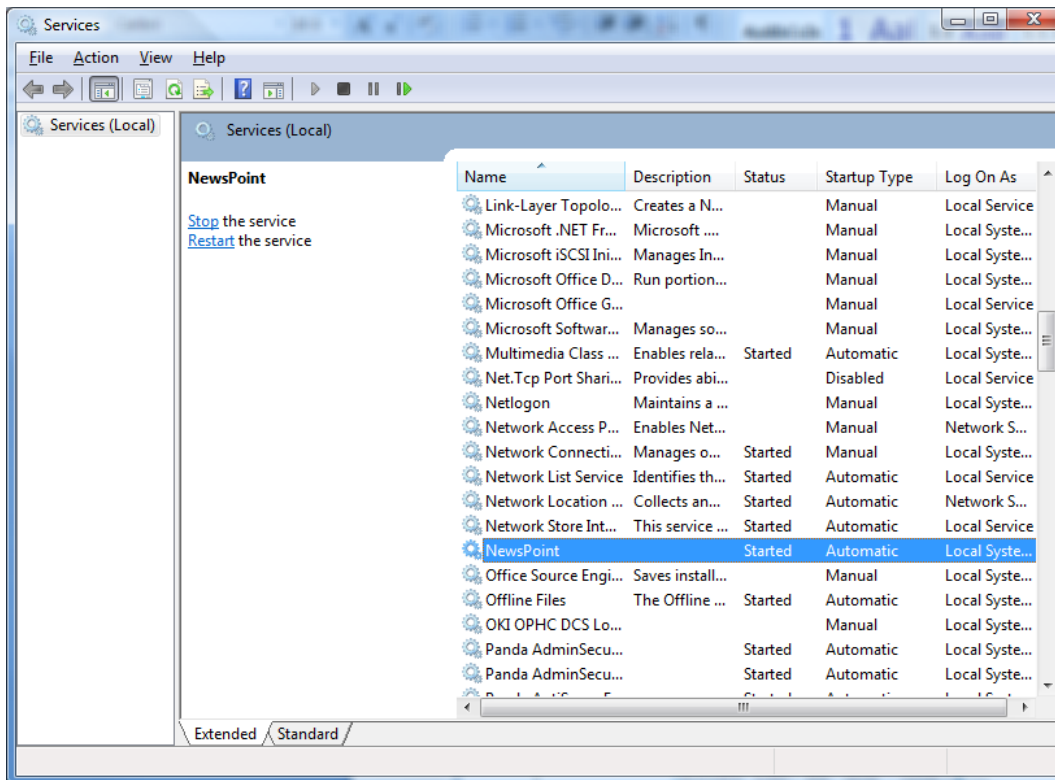 Services
File Action View Help
Services (Local)
Services (Local)
NewsPoint
Stop the service
Restart the service
Name Description Status Startup Type Log On As
Link-Layer Topolo... Creates a N... Manual Local Service
Microsoft .NET Fr... Microsoft .... Manual Local Syste...
Microsoft iSCSI Ini... Manages In... Manual Local Syste...
Microsoft Office D... Run portion... Manual Local Syste...
Microsoft Office G... Manual Local Service
Microsoft Softwar... Manages so... Manual Local Syste...
Multimedia Class ... Enables rela... Started Automatic Local Syste...
Net.Tcp Port Shari... Provides abi... Disabled Local Service
Netlogon Maintains a ... Manual Local Syste...
Network Access P... Enables Net... Manual Network S...
Network Connecti... Manages o... Started Manual Local Syste...
Network List Service Identifies th... Started Automatic Local Service
Network Location ... Collects an... Started Automatic Network S...
Network Store Int... This service ... Started Automatic Local Service
NewsPoint Started Automatic Local Syste...
Office Source Engi... Saves install... Manual Local Syste...
Offline Files The Offline ... Started Automatic Local Syste...
OKI OPHC DCS Lo... Manual Local Syste...
Panda AdminSecu... Started Automatic Local Syste...
Panda AdminSecu... Started Automatic Local Syste...
Extended Standard